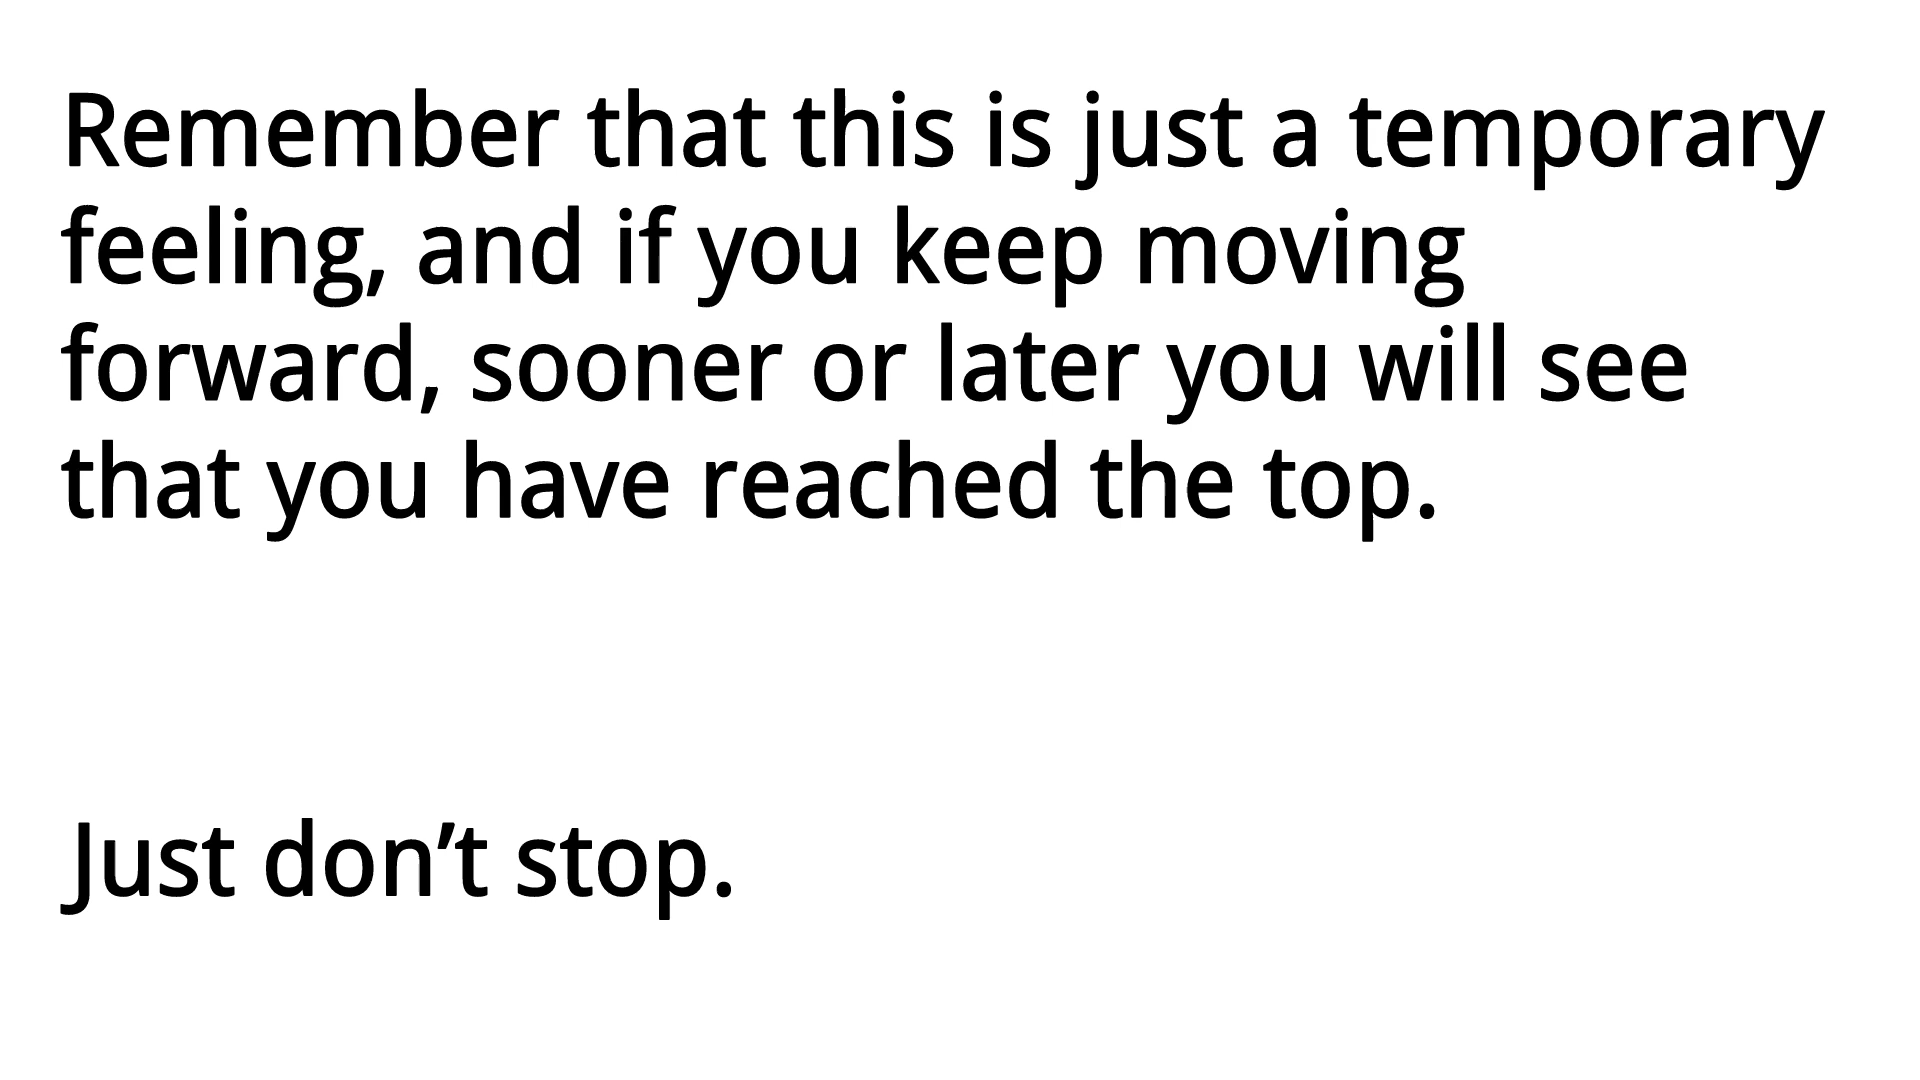 Remember that this is just a temporary
feeling, and if you keep moving
forward, sooner or later you will see
that you have reached the top.
Just don’t stop.